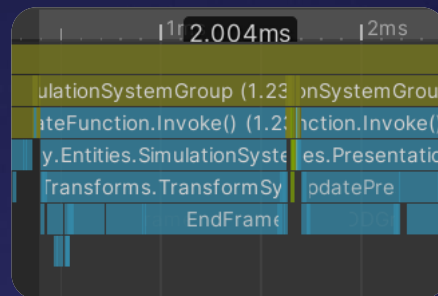 1r 2.004ms 2ms
ulationSystemGroup (1.23 onSystemGrou
ateFunction.Invoke() (1.23 nction.Invoke(
y.Entities.SimulationSyste es.Presentatio
Transforms.TransformSy pdatePre
EndFrame